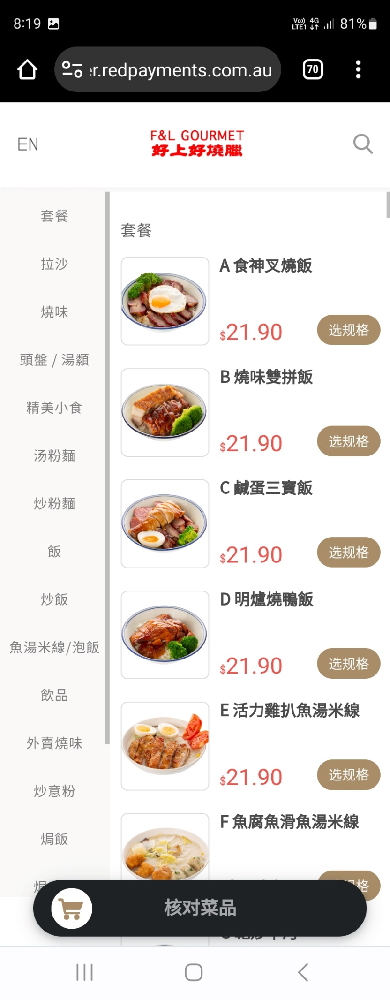 8:19
Vo)) LTE1 4G 81%
r.redpayments.com.au
70
EN
F&L GOURMET
好上好燒臘
套餐
拉沙
燒味
頭盤 / 湯類
精美小食
汤粉麵
炒粉麵
飯
炒飯
魚湯米線/泡飯
飲品
外賣燒味
炒意粉
焗飯
套餐
A 食神叉燒飯
$21.90
选规格
B 燒味雙拼飯
$21.90
选规格
C 鹹蛋三寶飯
$21.90
选规格
D 明爐燒鴨飯
$21.90
选规格
E 活力雞扒魚湯米線
$21.90
选规格
F 魚腐魚滑魚湯米線
格
核对菜品